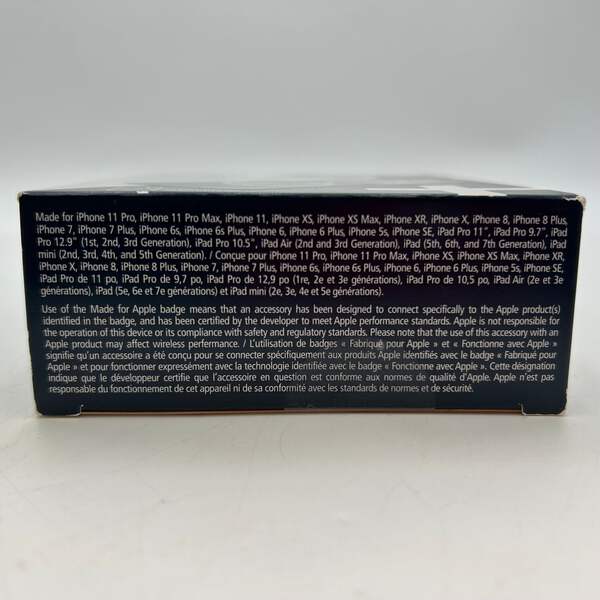 Made for iPhone 11 Pro, iPhone 11 Pro Max, iPhone 11, iPhone XS, iPhone XS Max, iPhone XR, iPhone X, iPhone 8, iPhone 8 Plus,
iPhone 7, iPhone 7 Plus, iPhone 6s, iPhone 6s Plus, iPhone 6, iPhone 6 Plus, iPhone 5s, iPhone SE, iPad Pro 11", iPad Pro 9.7", iPad
Pro 12.9" (1st, 2nd, 3rd Generation), iPad Pro 10.5", iPad Air (2nd and 3rd Generation), iPad (5th, 6th, and 7th Generation), iPad
mini (2nd, 3rd, 4th, and 5th Generation). / Conçue pour iPhone 11 Pro, iPhone 11 Pro Max, iPhone XS, iPhone XS Max, iPhone XR,
iPhone X, iPhone 8, iPhone 8 Plus, iPhone 7, iPhone 7 Plus, iPhone 6s, iPhone 6s Plus, iPhone 6, iPhone 6 Plus, iPhone 5s, iPhone SE,
iPad Pro de 11 po, iPad Pro de 9,7 po, iPad Pro de 12,9 po (1re, 2e et 3e générations), iPad Pro de 10,5 po, iPad Air (2e et 3e
générations), iPad (5e, 6e et 7e générations) et iPad mini (2e, 3e, 4e et 5e générations).
Use of the Made for Apple badge means that an accessory has been designed to connect specifically to the Apple product(s)
identified in the badge, and has been certified by the developer to meet Apple performance standards. Apple is not responsible for
the operation of this device or its compliance with safety and regulatory standards. Please note that the use of this accessory with an
Apple product may affect wireless performance. / L'utilisation de badges « Fabriqué pour Apple » et « Fonctionne avec Apple »
signifie qu'un accessoire a été conçu pour se connecter spécifiquement aux produits Apple identifiés avec le badge « Fabriqué pour
Apple » et pour fonctionner expressément avec la technologie identifiée avec le badge « Fonctionne avec Apple ». Cette désignation
indique que le développeur certifie que l'accessoire en question est conforme aux normes de qualité d'Apple. Apple n'est pas
responsable du fonctionnement de cet appareil ni de sa conformité avec les standards de normes et de sécurité.